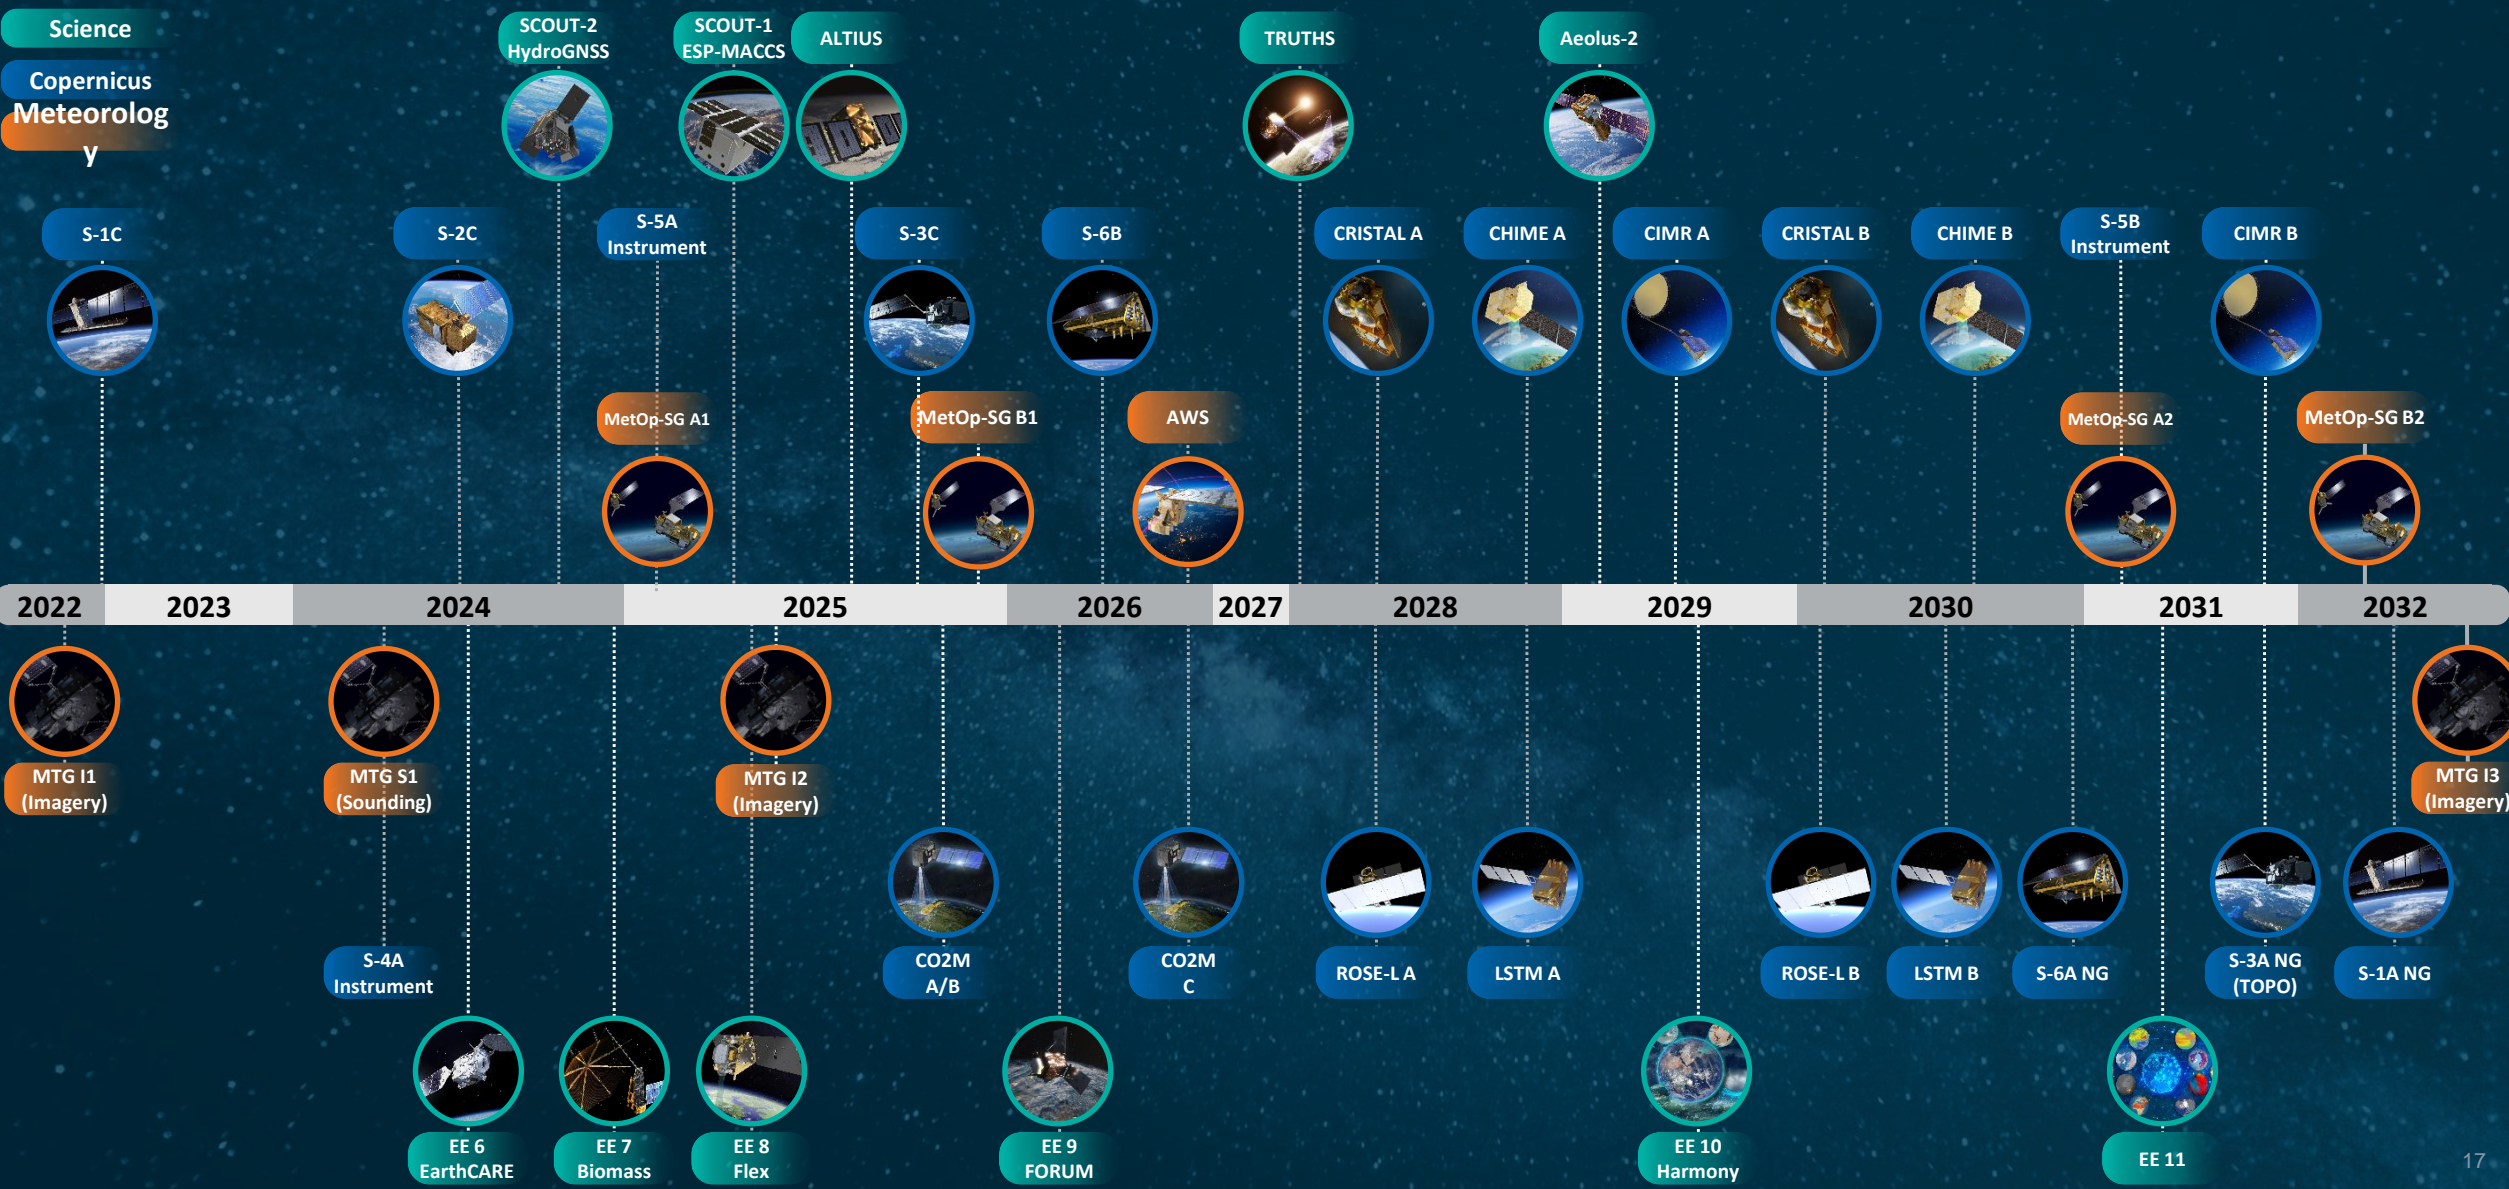 Science
Copernicus
Meteorolog
y
SCOUT-2
HydroGNSS
SCOUT-1
ESP-MACCS
ALTIUS
TRUTHS
Aeolus-2
S-1C
S-2C
S-5A
Instrument
S-3C
S-6B
CRISTAL A
CHIME A
CIMR A
CRISTAL B
CHIME B
S-5B
Instrument
CIMR B
MetOp-SG A1
MetOp-SG B1
AWS
MetOp-SG A2
MetOp-SG B2
2022
2023
2024
2025
2026
2027
2028
2029
2030
2031
2032
MTG I1
(Imagery)
MTG S1
(Sounding)
MTG I2
(Imagery)
MTG I3
(Imagery)
S-4A
Instrument
CO2M
A/B
CO2M
C
ROSE-L A
LSTM A
ROSE-L B
LSTM B
S-6A NG
S-3A NG
(TOPO)
S-1A NG
EE 6
EarthCARE
EE 7
Biomass
EE 8
Flex
EE 9
FORUM
EE 10
Harmony
EE 11
17